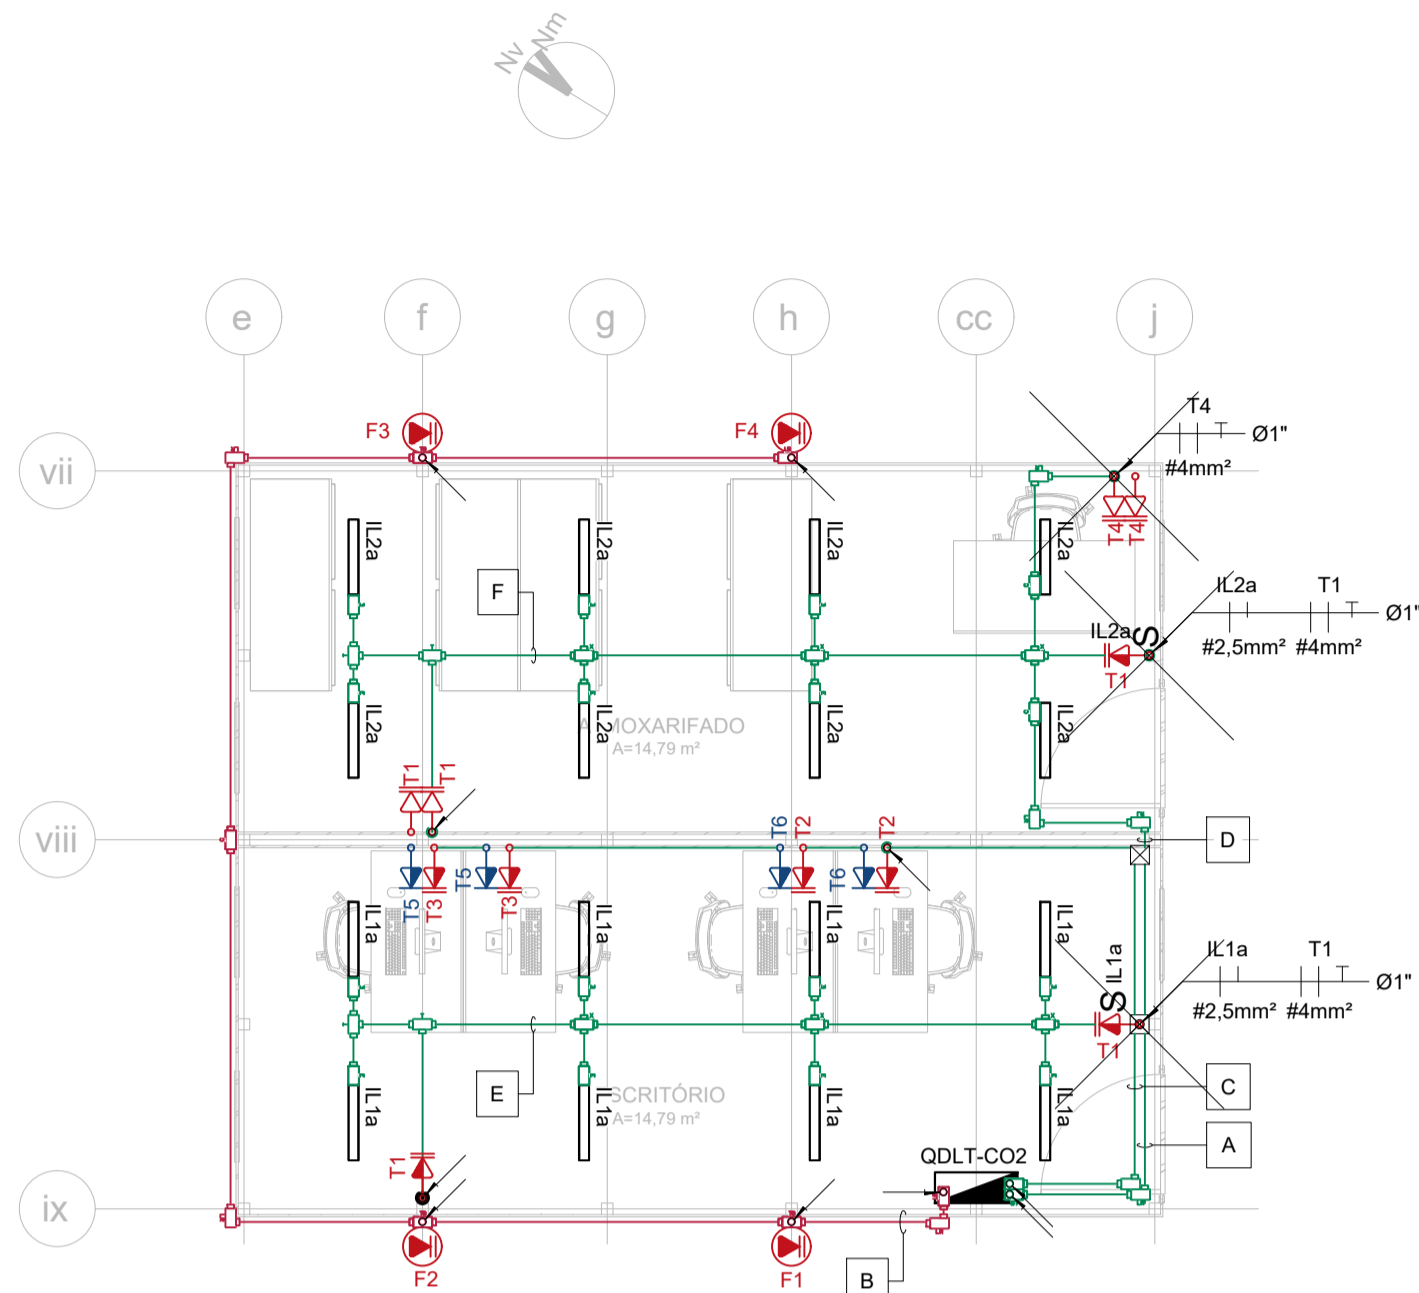 Nv
Nm
e
f
g
h
cc
j
T4
Ø1"
#4mm²
F3
F4
vii
IL2a
IL2a
IL2a
IL2a
T4
T4
F
IL2a
T1
Ø1"
#2,5mm²
#4mm²
IL2a
S
T1
IL2a
IL2a
IL2a
IL2a
MOXARIFADO
A=14,79 m²
T1
T1
viii
T6
T2
T2
D
T5
T3
T5
T3
T6
IL1a
IL1a
IL1a
IL1a
S
IL1a
T1
IL1a
T1
Ø1"
#2,5mm²
#4mm²
E
C
IL1a
IL1a
IL1a
IL1a
SCRITÓRIO
A=14,79 m²
A
T1
QDLT-CO2
ix
F2
F1
B